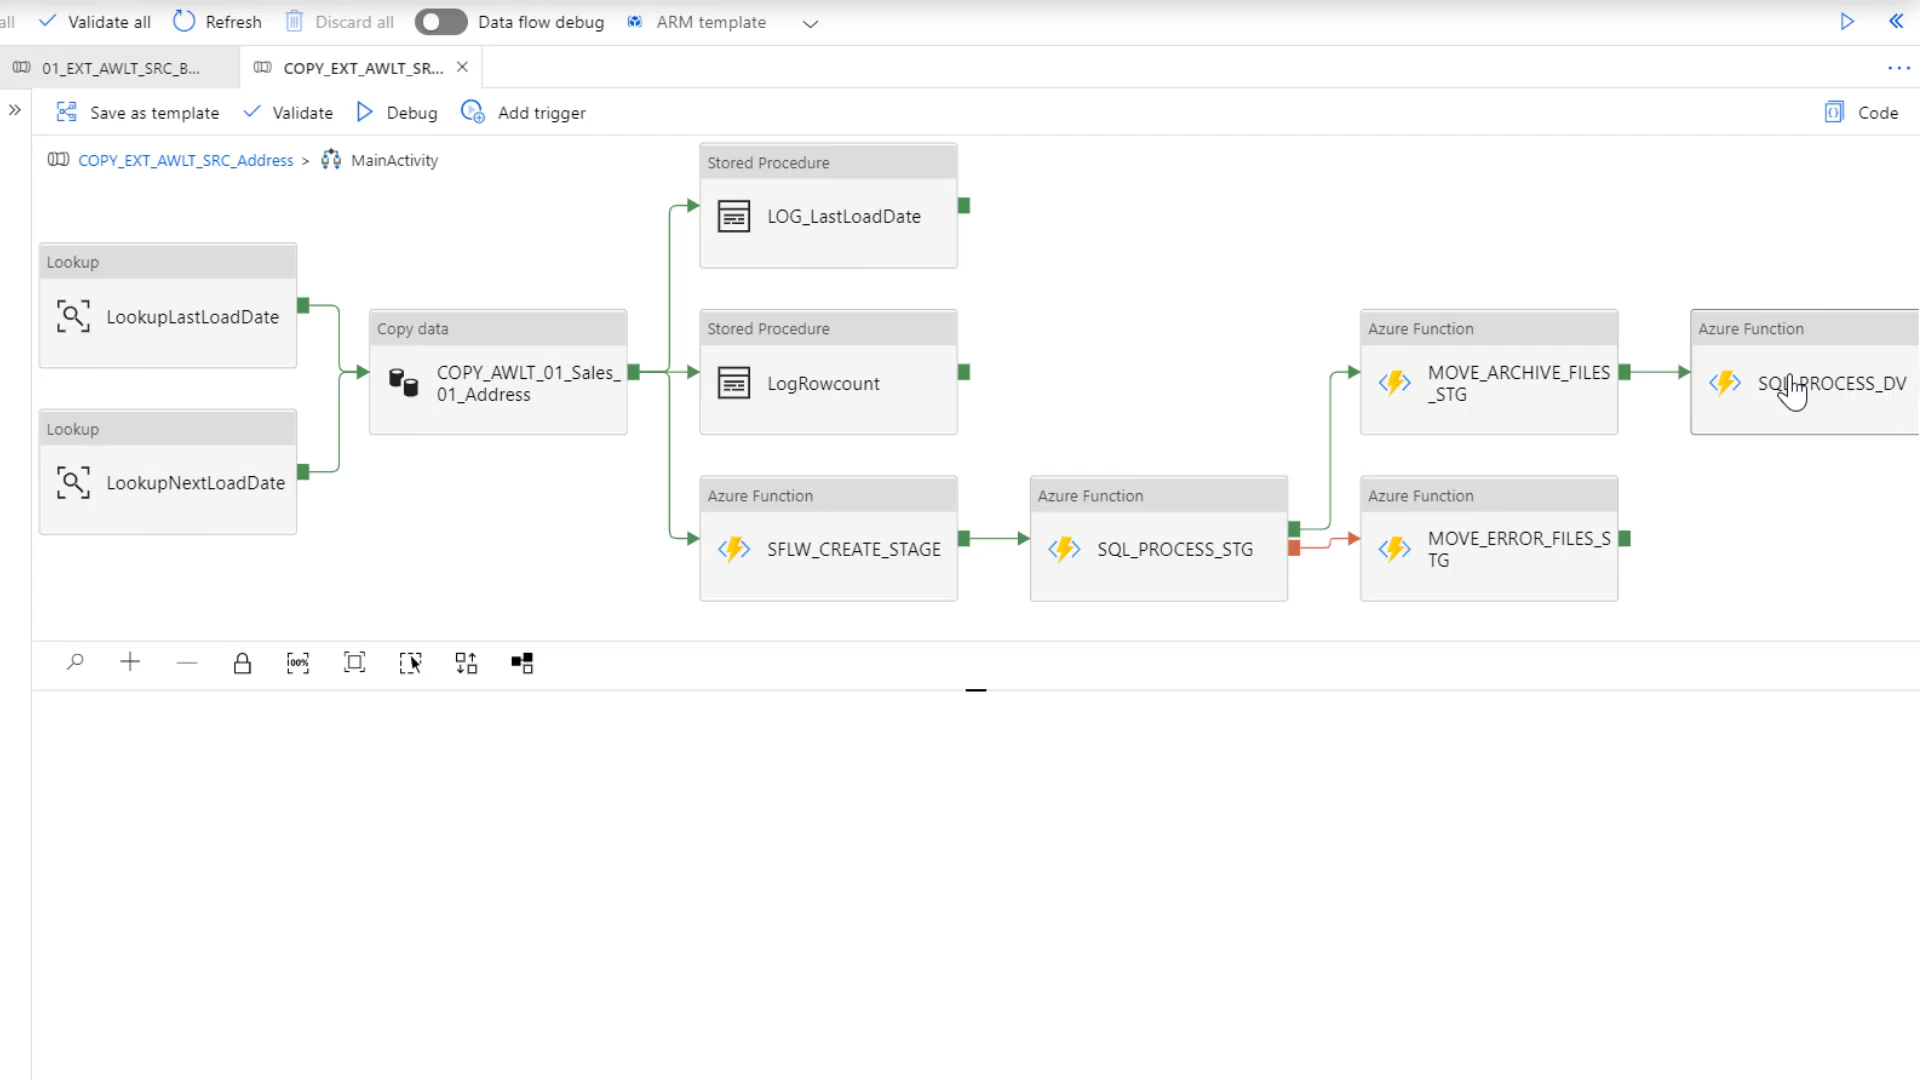 all
Validate all
Refresh
Discard all
Data flow debug
ARM template
01_EXT_AWLT_SRC_B...
COPY_EXT_AWLT_SR...
Save as template
Validate
Debug
Add trigger
Code
COPY_EXT_AWLT_SRC_Address > MainActivity
Stored Procedure
LOG_LastLoadDate
Lookup
LookupLastLoadDate
Copy data
COPY_AWLT_01_Sales_
01_Address
Stored Procedure
LogRowcount
Azure Function
MOVE_ARCHIVE_FILES
_STG
Azure Function
SQL_PROCESS_DV
Lookup
LookupNextLoadDate
Azure Function
SFLW_CREATE_STAGE
Azure Function
SQL_PROCESS_STG
Azure Function
MOVE_ERROR_FILES_S
TG
100%